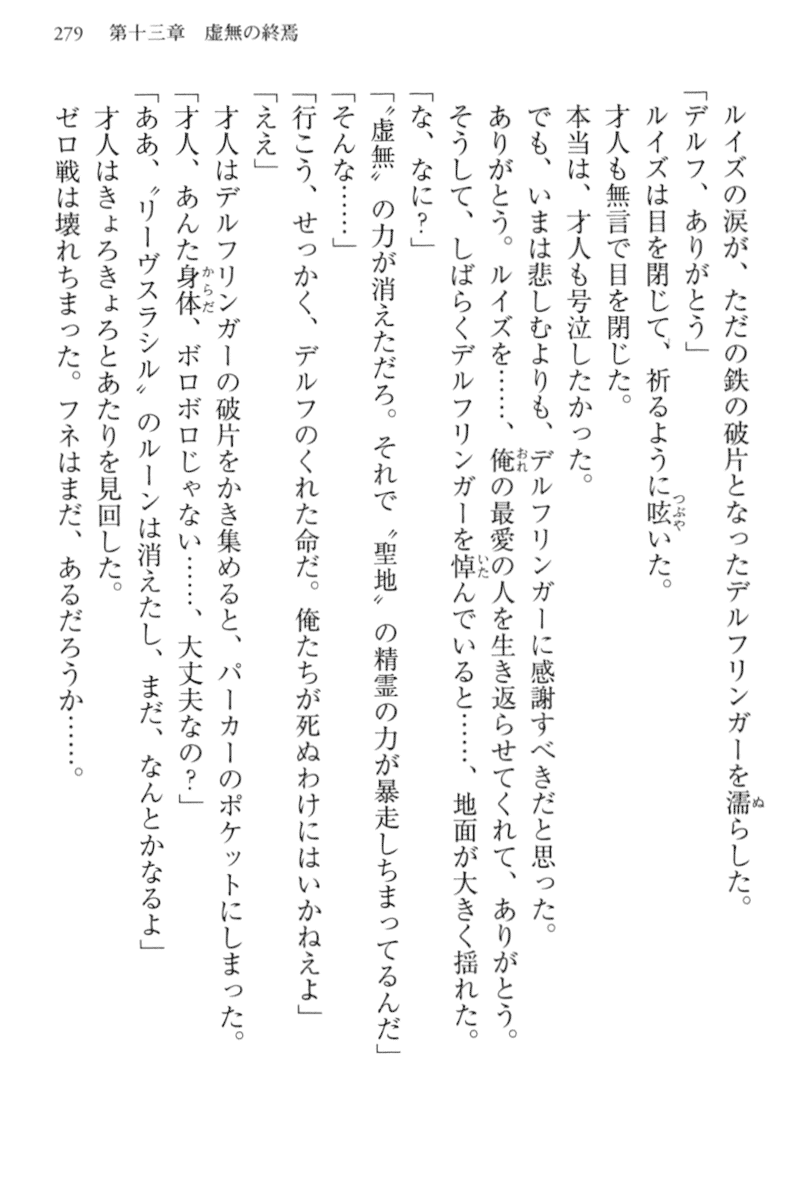 279　第十三章　虚無の終焉
ルイズの涙が、ただの鉄の破片となったデルフリンガーを濡らした。
「デルフ、ありがとう」
ルイズは目を閉じて、祈るように呟いた。
才人も無言で目を閉じた。
本当は、才人も号泣したかった。
でも、いまは悲しむよりも、デルフリンガーに感謝すべきだと思った。
ありがとう。ルイズを……、俺の最愛の人を生き返らせてくれて、ありがとう。
そうして、しばらくデルフリンガーを悼んでいると……、地面が大きく揺れた。
「な、なに？」
「〝虚無〟の力が消えただろ。それで〝聖地〟の精霊の力が暴走しちまってるんだ」
「そんな……」
「行こう、せっかく、デルフのくれた命だ。俺たちが死ぬわけにはいかねえよ」
「ええ」
才人はデルフリンガーの破片をかき集めると、パーカーのポケットにしまった。
「才人、あんた身体、ボロボロじゃない……、大丈夫なの？」
「ああ、〝リーヴスラシル〟のルーンは消えたし、まだ、なんとかなるよ」
才人はきょろきょろとあたりを見回した。
ゼロ戦は壊れちまった。フネはまだ、あるだろうか……。